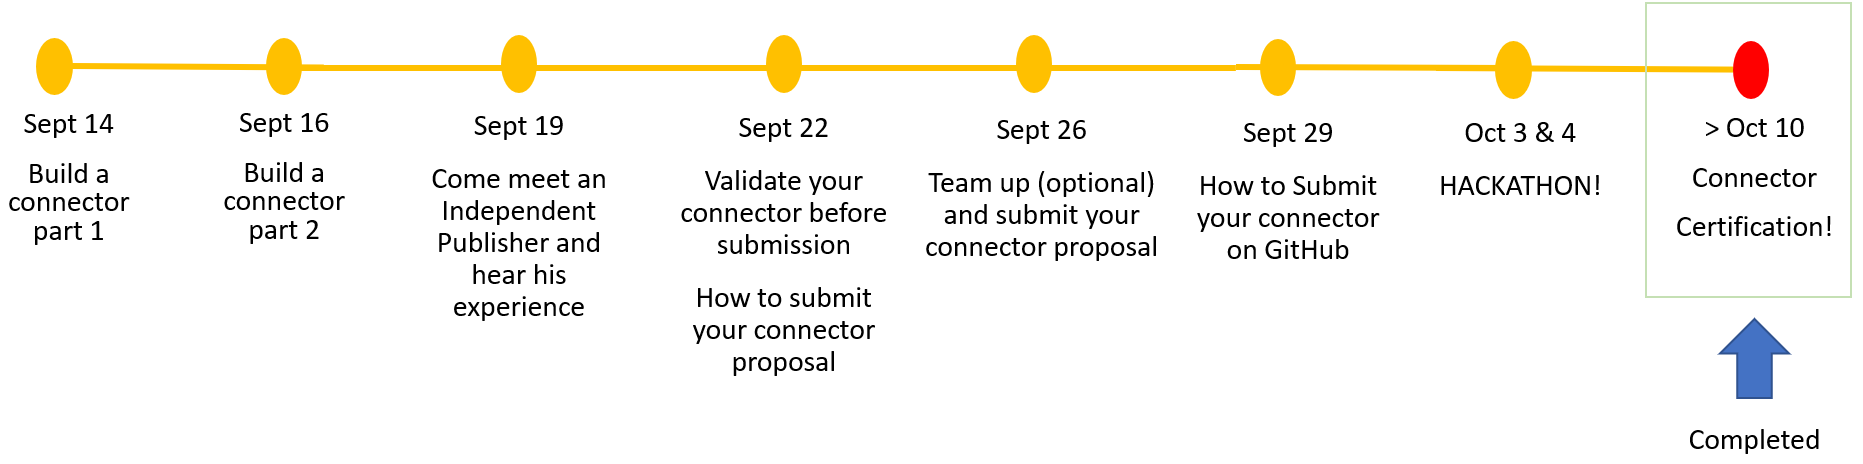 Sept 14
Build a
connector
part 1
Sept 16
Build a
connector
part 2
Sept 19
Come meet an
Independent
Publisher and
hear his
experience
Sept 22
Validate your
connector before
submission
How to submit
your connector
proposal
Sept 26
Team up (optional)
and submit your
connector proposal
Sept 29
How to Submit
your connector
on GitHub
Oct 3 & 4
HACKATHON!
> Oct 10
Connector
Certification!
Completed